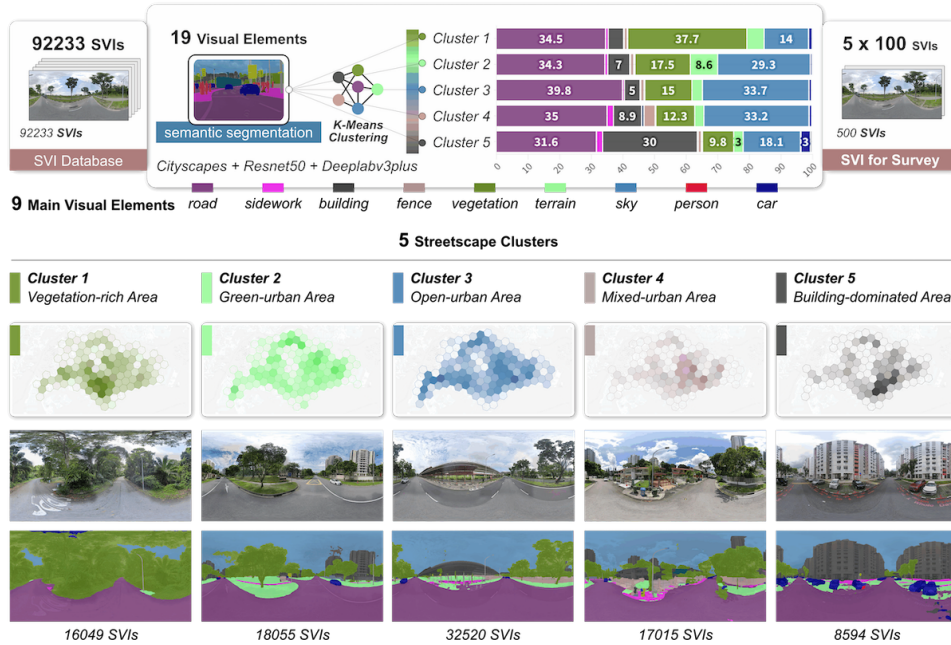 92233 SVIs
92233 SVIs
SVI Database
19 Visual Elements
semantic segmentation
K-Means
Clustering
Cityscapes + Resnet50 + Deeplabv3plus
Cluster 1 34.5 37.7 14
Cluster 2 34.3 7 17.5 8.6 29.3
Cluster 3 39.8 5 15 33.7
Cluster 4 35 8.9 12.3 33.2
Cluster 5 31.6 30 9.8 3 18.1 3
0 10 20 30 40 50 60 70 80 90 100
5 x 100 SVIs
500 SVIs
SVI for Survey
9 Main Visual Elements road sidework building fence vegetation terrain sky person car
5 Streetscape Clusters
Cluster 1
Vegetation-rich Area
Cluster 2
Green-urban Area
Cluster 3
Open-urban Area
Cluster 4
Mixed-urban Area
Cluster 5
Building-dominated Area
16049 SVIs 18055 SVIs 32520 SVIs 17015 SVIs 8594 SVIs